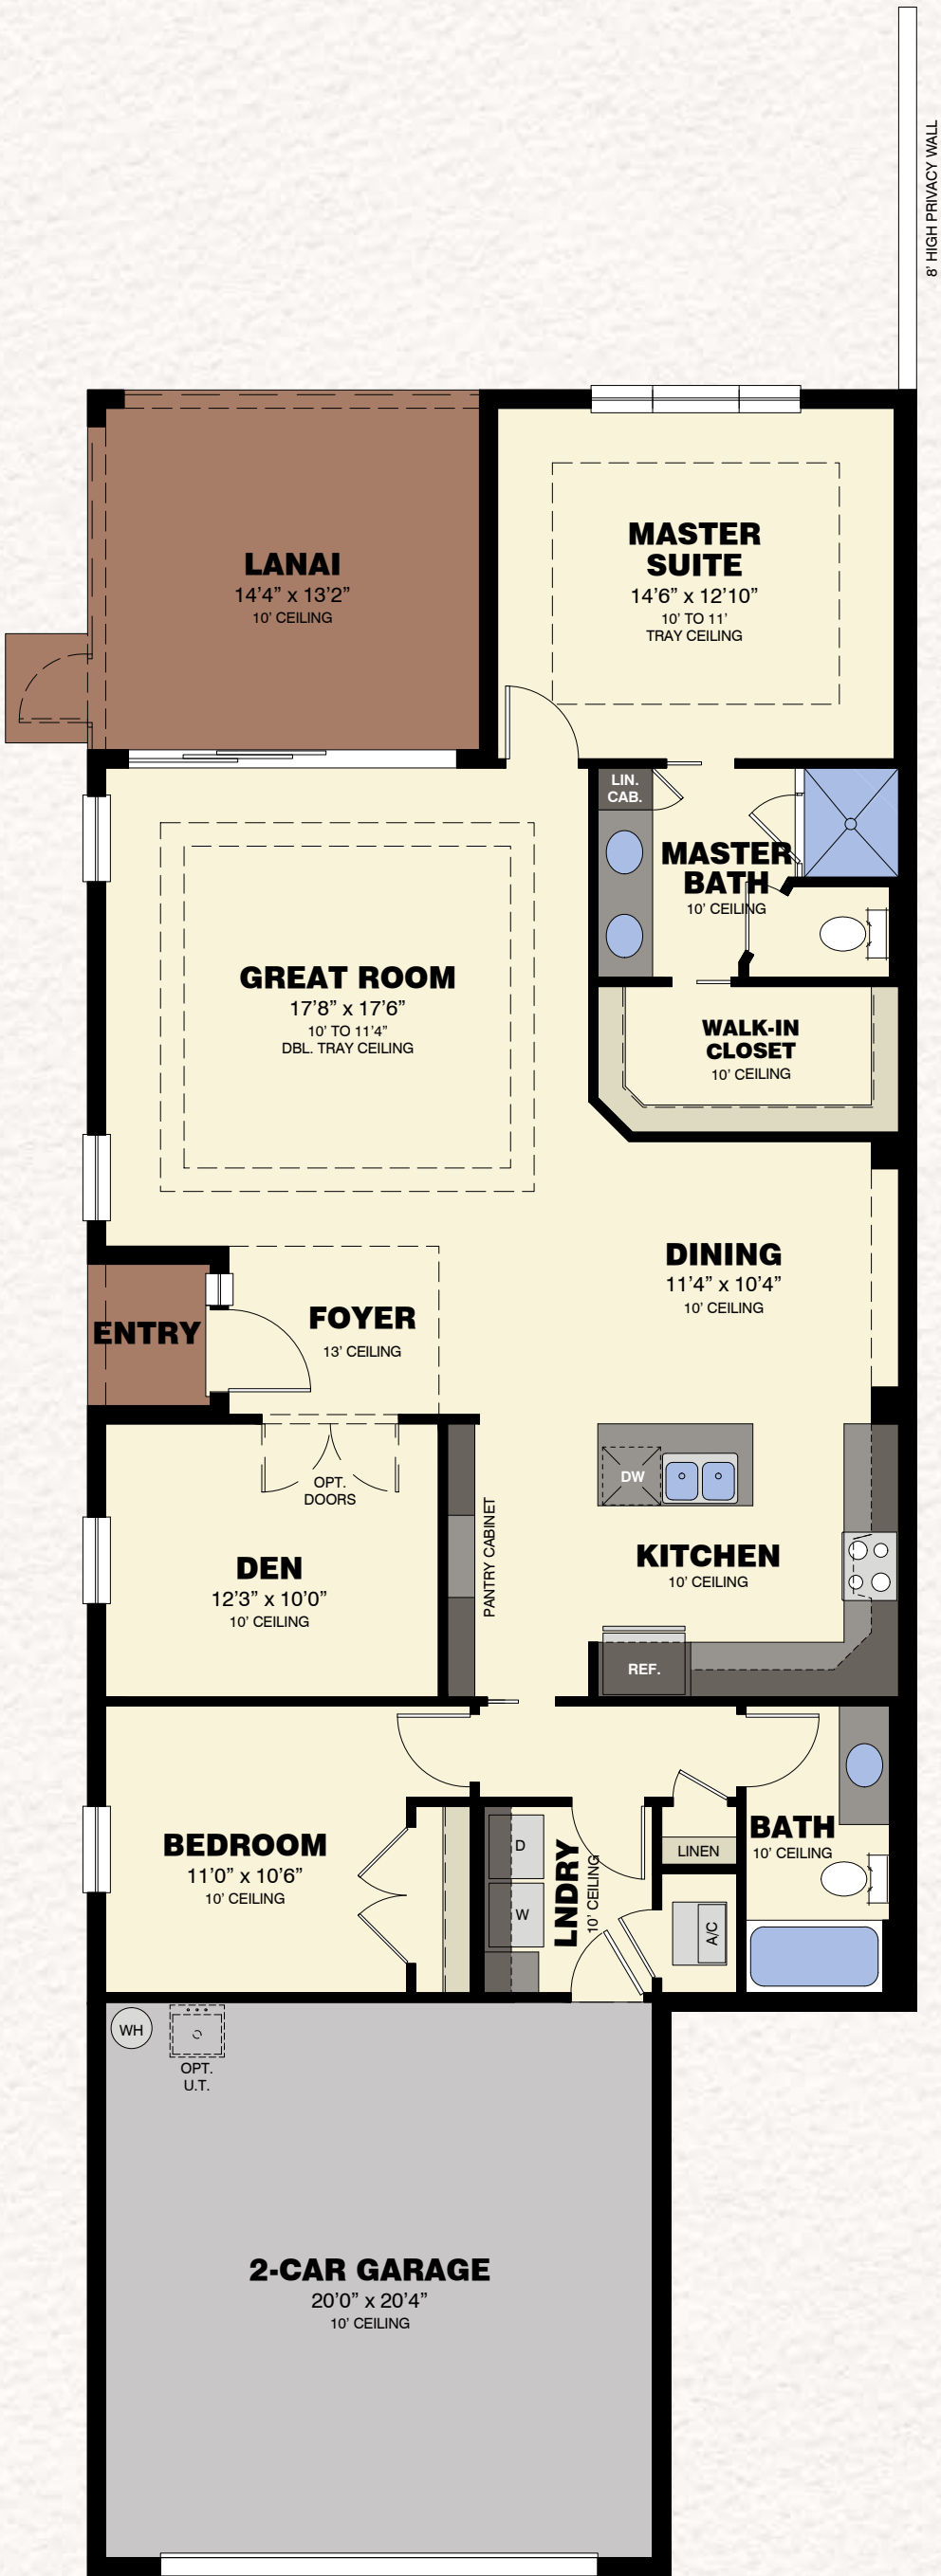 8’ HIGH PRIVACY WALL
LANAI
14’4” x 13’2”
10’ CEILING
MASTER
SUITE
14’6” x 12’10”
10’ TO 11’
TRAY CEILING
LIN.
CAB.
MASTER
BATH
10’ CEILING
GREAT ROOM
17’8” x 17’6”
10’ TO 11’4”
DBL. TRAY CEILING
WALK-IN
CLOSET
10’ CEILING
DINING
11’4” x 10’4”
10’ CEILING
ENTRY
FOYER
13’ CEILING
OPT.
DOORS
DEN
12’3” x 10’0”
10’ CEILING
PANTRY CABINET
DW
KITCHEN
10’ CEILING
REF.
BEDROOM
11’0” x 10’6”
10’ CEILING
D
W
LNDRY
10’ CEILING
LINEN
A/C
BATH
10’ CEILING
WH
OPT.
U.T.
2-CAR GARAGE
20’0” x 20’4”
10’ CEILING